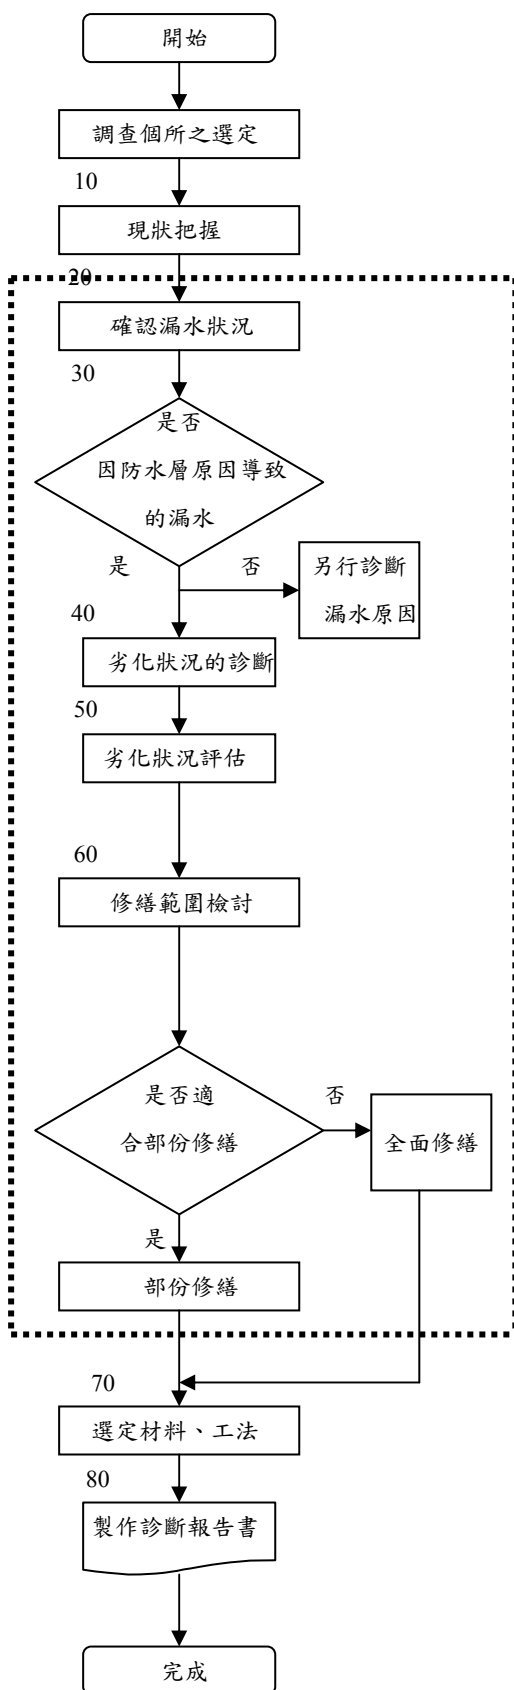 開始
調查個所之選定
10
現狀把握
20
確認漏水狀況
30
是否
因防水層原因導致
的漏水
是
否
另行診斷
漏水原因
40
劣化狀況的診斷
50
劣化狀況評估
60
修繕範圍檢討
是否適
合部份修繕
否
全面修繕
是
部份修繕
70
選定材料、工法
80
製作診斷報告書
完成